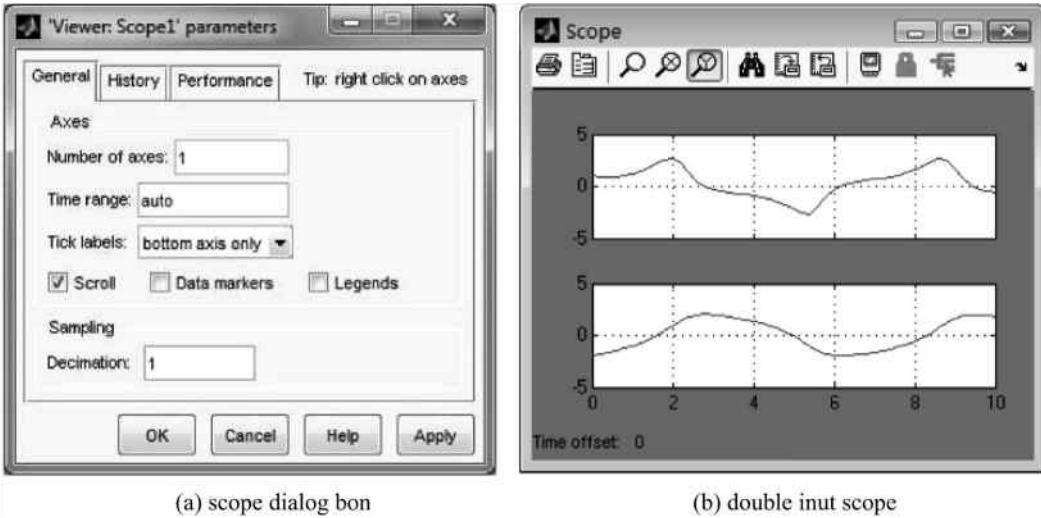 'Viewer: Scope1' parameters
General
History
Performance
Tip: right click on axes
Axes
Number of axes: 1
Time range: auto
Tick labels: bottom axis only
Scroll
Data markers
Legends
Sampling
Decimation: 1
OK
Cancel
Help
Apply
(a) scope dialog bon
Scope
5
0
-5
5
0
-5
0 2 4 6 8 10
Time offset: 0
(b) double inut scope